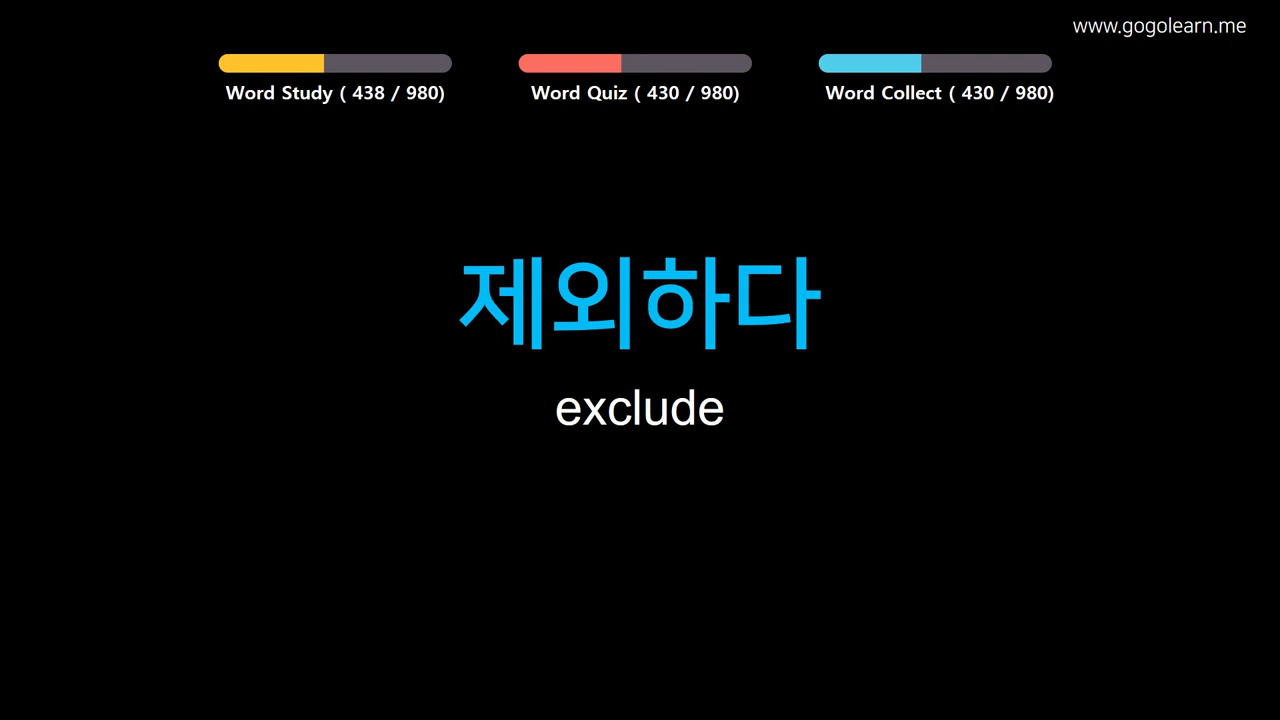 www.gogolearn.me
Word Study ( 438 / 980)
Word Quiz ( 430 / 980)
Word Collect ( 430 / 980)
제외하다
exclude